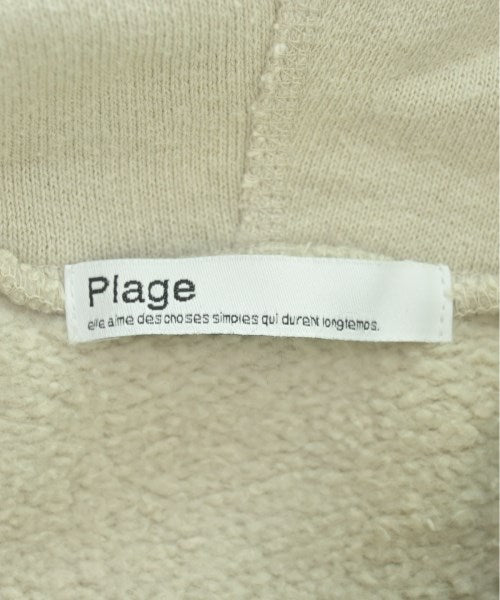 Plage
elle aime des choses simples qui durent longtemps.